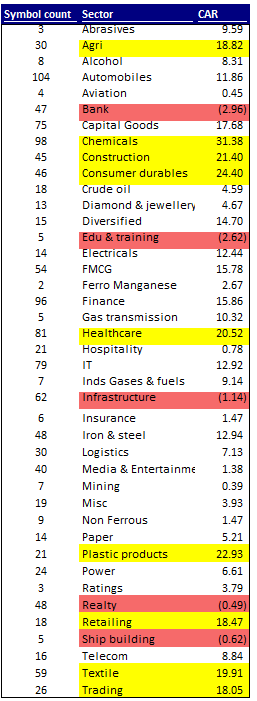 Symbol count Sector CAR
3 Abrasives 9.59
30 Agri 18.82
8 Alcohol 8.31
104 Automobiles 11.86
4 Aviation 0.45
47 Bank (2.96)
75 Capital Goods 17.68
98 Chemicals 31.38
45 Construction 21.40
46 Consumer durables 24.40
18 Crude oil 4.59
13 Diamond & jewellery 4.67
15 Diversified 14.70
5 Edu & training (2.62)
14 Electricals 12.44
54 FMCG 15.78
2 Ferro Manganese 2.67
96 Finance 15.86
5 Gas transmission 10.32
81 Healthcare 20.52
21 Hospitality 0.78
79 IT 12.92
7 Inds Gases & fuels 9.14
62 Infrastructure (1.14)
6 Insurance 1.47
48 Iron & steel 12.94
30 Logistics 7.13
40 Media & Entertainme 1.38
7 Mining 0.39
19 Misc 3.93
9 Non Ferrous 1.47
14 Paper 5.21
21 Plastic products 22.93
24 Power 6.61
3 Ratings 3.79
48 Realty (0.49)
18 Retailing 18.47
5 Ship building (0.62)
16 Telecom 8.84
59 Textile 19.91
26 Trading 18.05